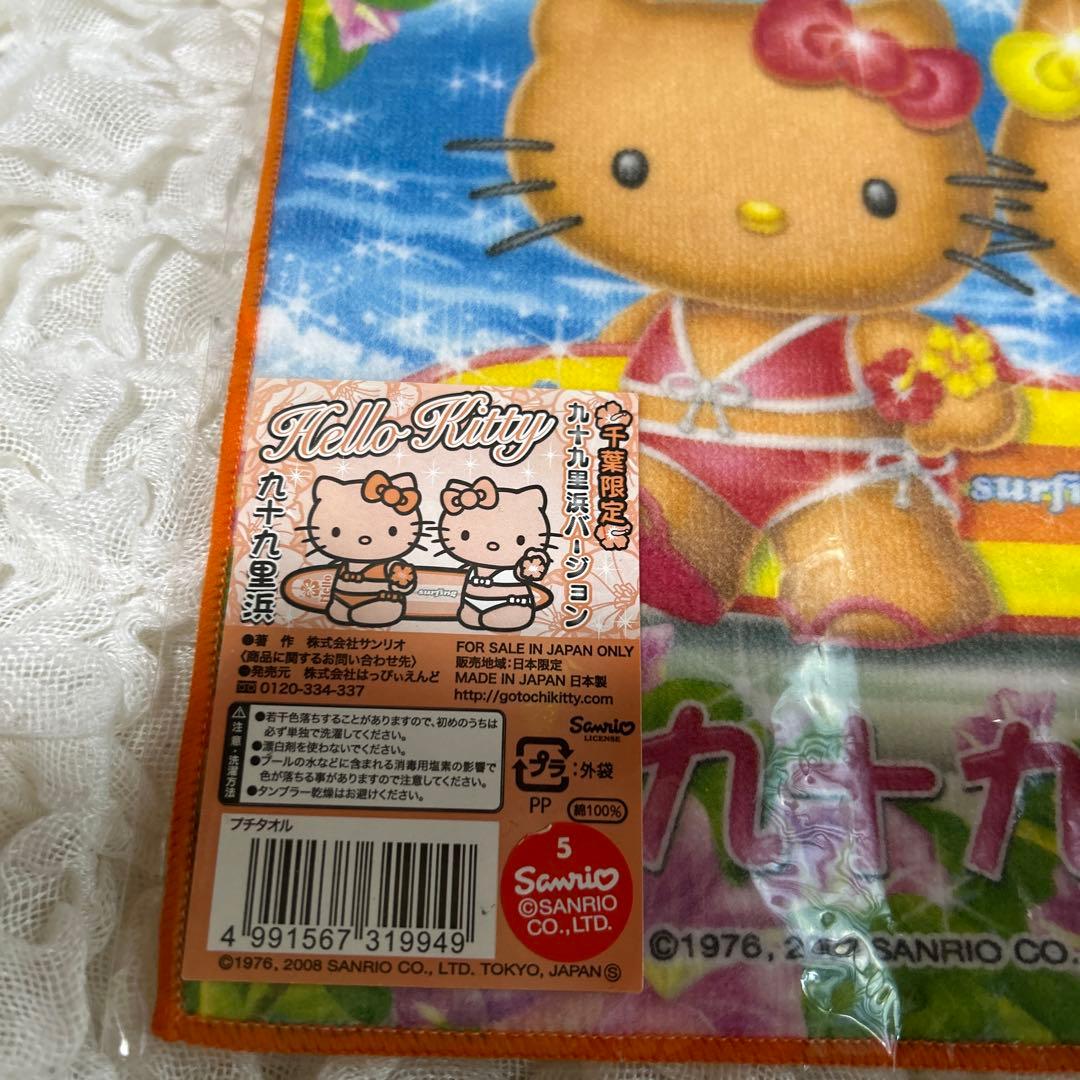 Hello Kitty
千葉限定
九十九里浜バージョン
九十九里浜
Hello
surfing
surfing
●著 作 株式会社サンリオ
〈商品に関するお問い合わせ先〉
●発売元 株式会社はっぴぃえんど
0120-334-337
FOR SALE IN JAPAN ONLY
販売地域:日本限定
MADE IN JAPAN 日本製
http://gotochikitty.com
注意・洗濯方法
●若干色落ちすることがありますので、初めのうちは
必ず単独で洗濯してください。
●漂白剤を使わないでください。
●プールの水などに含まれる消毒用塩素の影響で
色が落ちる事がありますので注意してください。
●タンブラー乾燥はお避けください。
Sanrio
LICENSE
プラ:外袋
PP
綿100%
プチタオル
4 991567 319949
5
Sanrio
©SANRIO
CO.,LTD.
©1976, 2008 SANRIO CO., LTD. TOKYO, JAPAN Ⓢ
九十九
©1976, SANRIO CO.